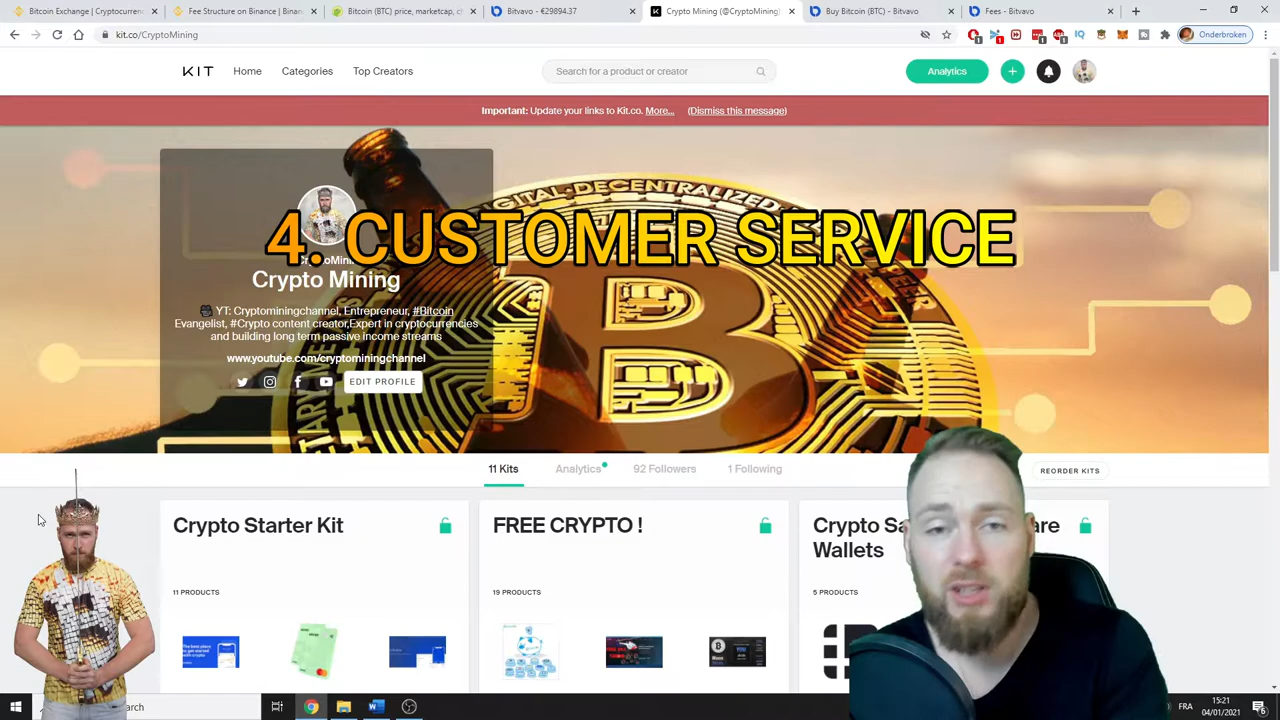 Bitcoin Exchange | Cryptocu
Fee Structure on Binance |
Bitcoin (BTC) price, marketcap, c
Bitvavo - €29894.37
Crypto Mining (@CryptoMining)
Buy Bitcoin (BTC) - Bitvavo
Fees - Bitvavo
kit.co/CryptoMining
Onderbroken
KIT
Home
Categories
Top Creators
Search for a product or creator
Analytics
Important: Update your links to Kit.co. More... (Dismiss this message)
DIGITAL·DECENTRALIZED
4. CUSTOMER SERVICE
Crypto Mining
YT: Cryptominingchannel, Entrepreneur, #Bitcoin
Evangelist, #Crypto content creator,Expert in cryptocurrencies
and building long term passive income streams
www.youtube.com/cryptominingchannel
EDIT PROFILE
11 Kits
Analytics
92 Followers
1 Following
REORDER KITS
Crypto Starter Kit
11 PRODUCTS
FREE CRYPTO !
19 PRODUCTS
Wallets
5 PRODUCTS
FRA
15:21
04/01/2021